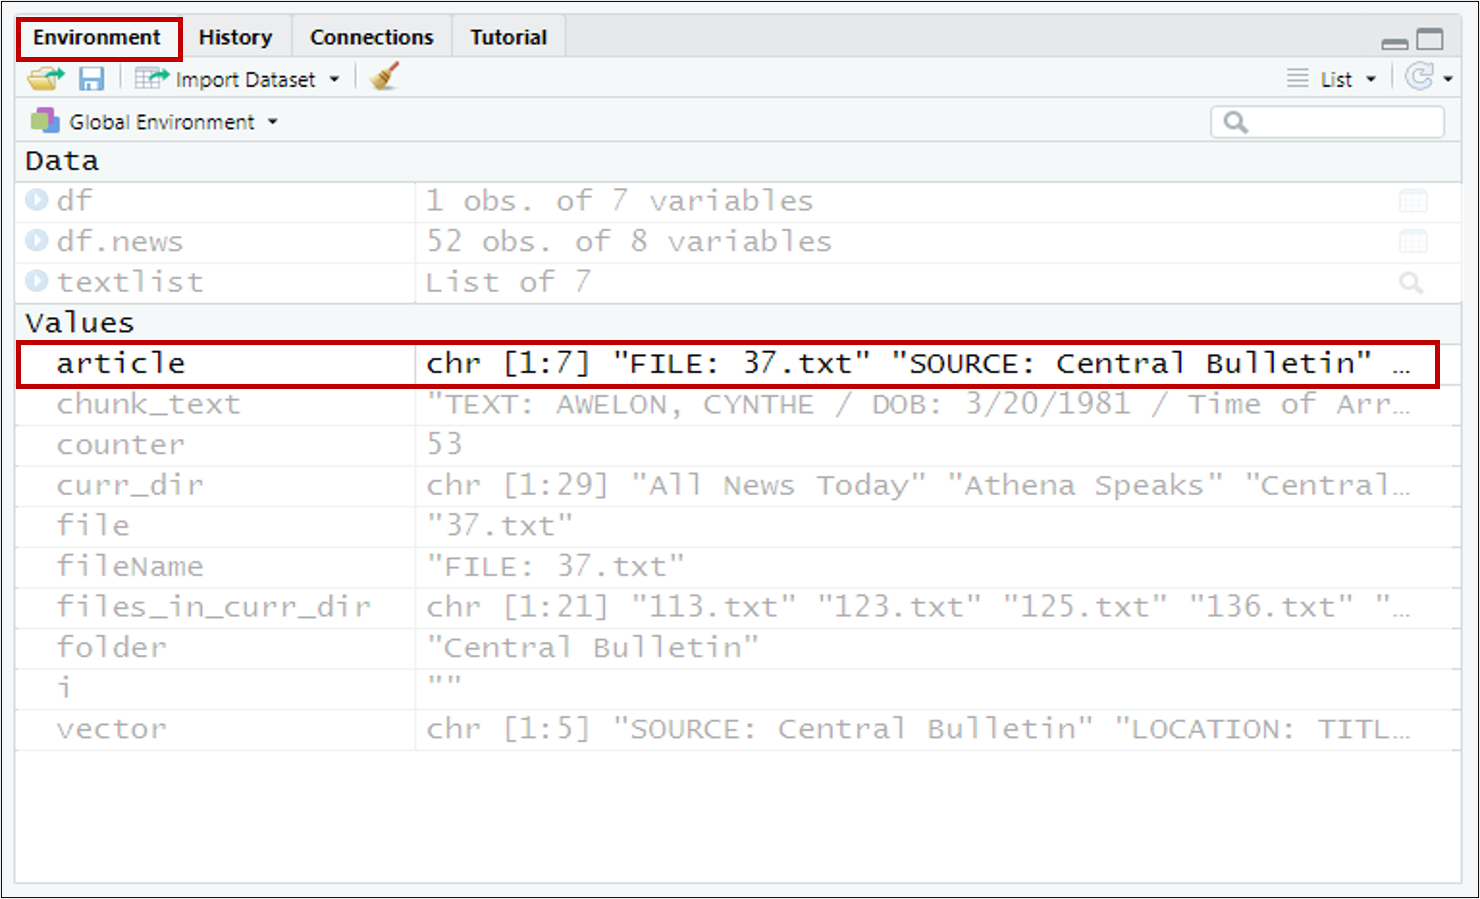 Environment History Connections Tutorial
Import Dataset List
Global Environment
Data
df 1 obs. of 7 variables
df.news 52 obs. of 8 variables
textlist List of 7
Values
article chr [1:7] "FILE: 37.txt" "SOURCE: Central Bulletin" …
chunk_text "TEXT: AWELON, CYNTHE / DOB: 3/20/1981 / Time of Arr…
counter 53
curr_dir chr [1:29] "All News Today" "Athena Speaks" "Central…
file "37.txt"
fileName "FILE: 37.txt"
files_in_curr_dir chr [1:21] "113.txt" "123.txt" "125.txt" "136.txt" "…
folder "Central Bulletin"
i ""
vector chr [1:5] "SOURCE: Central Bulletin" "LOCATION: TITL…